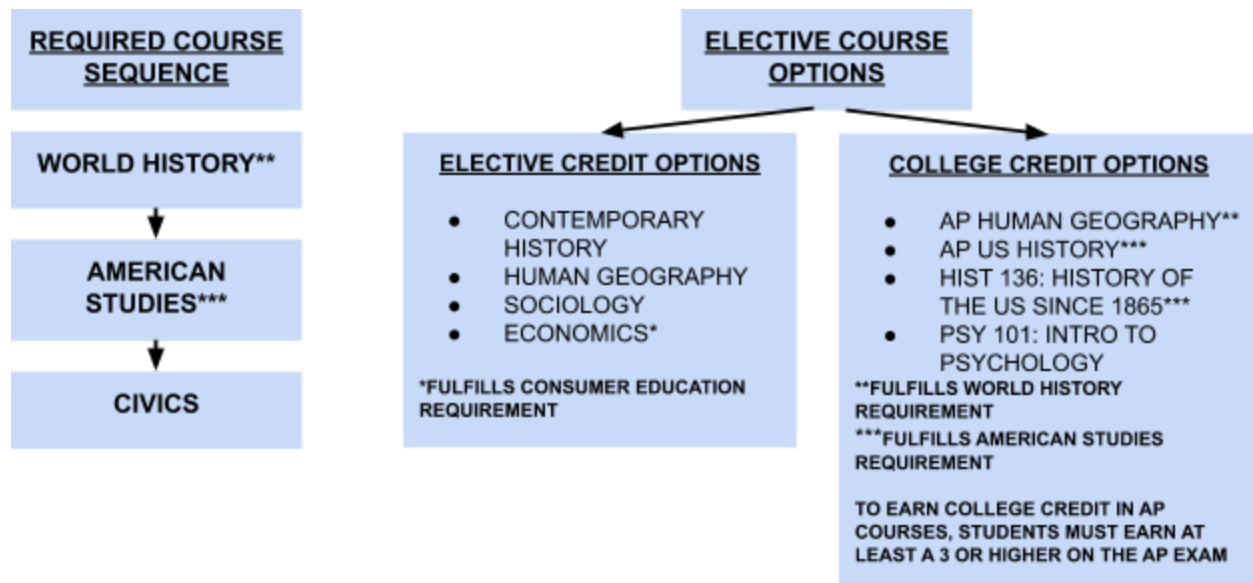 REQUIRED COURSE
SEQUENCE
WORLD HISTORY**
AMERICAN
STUDIES***
CIVICS
ELECTIVE COURSE
OPTIONS
ELECTIVE CREDIT OPTIONS
● CONTEMPORARY
HISTORY
● HUMAN GEOGRAPHY
● SOCIOLOGY
● ECONOMICS*
*FULFILLS CONSUMER EDUCATION
REQUIREMENT
COLLEGE CREDIT OPTIONS
● AP HUMAN GEOGRAPHY**
● AP US HISTORY***
● HIST 136: HISTORY OF
THE US SINCE 1865***
● PSY 101: INTRO TO
PSYCHOLOGY
**FULFILLS WORLD HISTORY
REQUIREMENT
***FULFILLS AMERICAN STUDIES
REQUIREMENT
TO EARN COLLEGE CREDIT IN AP
COURSES, STUDENTS MUST EARN AT
LEAST A 3 OR HIGHER ON THE AP EXAM